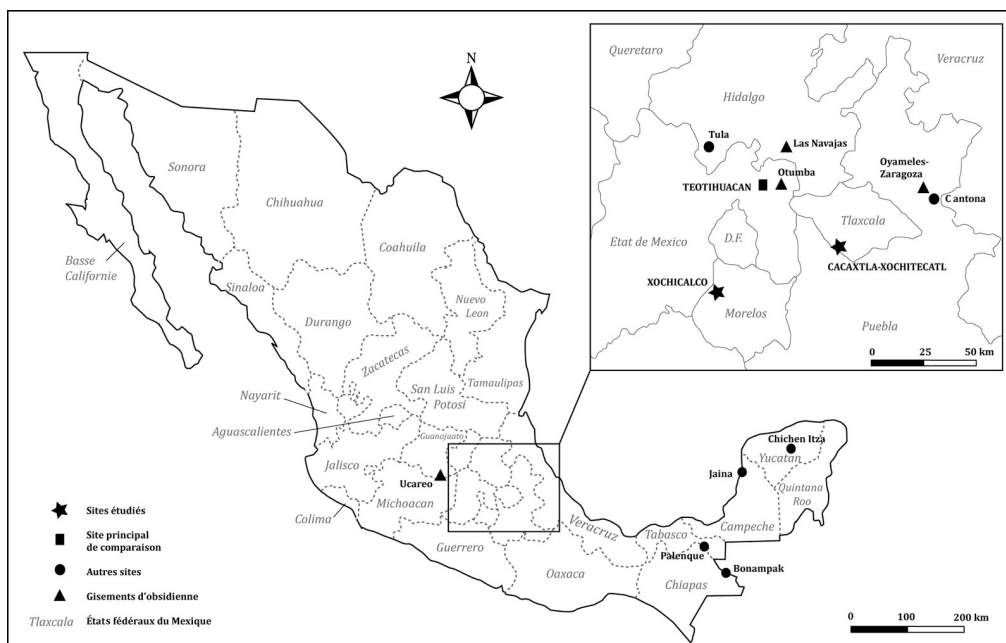 N
Sonora
Chihuahua
Coahuila
Basse
Californie
Sinaloa
Durango
Nuevo
Leon
Zacatecas
Tamaulipas
San Luis
Potosí
Nayarit
Aguascalientes
Guanajuato
Jalisco
Ucareo
Michoacan
Colima
Guerrero
Veracruz
Oaxaca
Tabasco
Palenque
Chiapas
Bonampak
Campeche
Jaina
Chichen Itza
Yucatan
Quintana
Roo
0 100 200 km
Queretaro
Veracruz
Hidalgo
Tula
Las Navajas
Oyameles-
Zaragoza
Otumba
TEOTIHUACAN
C antona
Tlaxcala
Etat de Mexico
D.F.
CACAXTLA-XOCHITECATL
XOCHICALCO
Morelos
Puebla
0 25 50 km
Sites étudiés
Site principal
de comparaison
Autres sites
Gisements d'obsidienne
Tlaxcala États fédéraux du Mexique